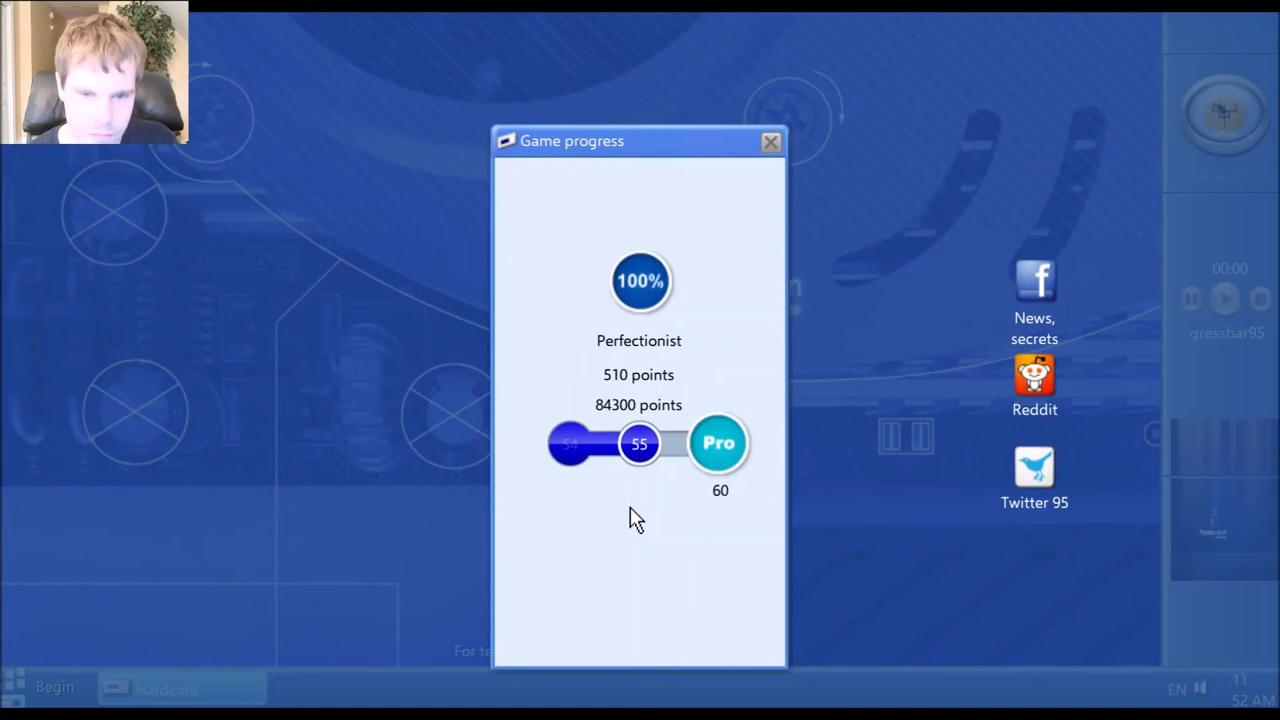 Game progress
100%
Perfectionist
510 points
84300 points
54
55
Pro
60
News,
secrets
Reddit
Twitter 95
00:00
gressbar95
For te
Begin
Hardcore
EN
11
52 AM